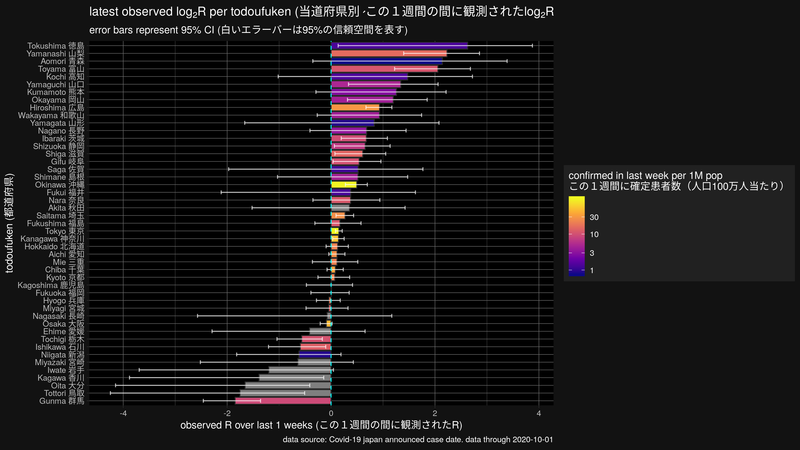 latest observed log₂R per todoufuken (当道府県別 この１週間の間に観測されたlog₂R
error bars represent 95% CI (白いエラーバーは95%の信頼空間を表す)
Tokushima 徳島
Yamanashi 山梨
Aomori 青森
Toyama 富山
Kochi 高知
Yamaguchi 山口
Kumamoto 熊本
Okayama 岡山
Hiroshima 広島
Wakayama 和歌山
Yamagata 山形
Nagano 長野
Ibaraki 茨城
Shizuoka 静岡
Shiga 滋賀
Gifu 岐阜
Saga 佐賀
Shimane 島根
Okinawa 沖縄
Fukui 福井
Nara 奈良
Akita 秋田
Saitama 埼玉
Fukushima 福島
Tokyo 東京
Kanagawa 神奈川
Hokkaido 北海道
Aichi 愛知
Mie 三重
Chiba 千葉
Kyoto 京都
Kagoshima 鹿児島
Fukuoka 福岡
Hyogo 兵庫
Miyagi 宮城
Nagasaki 長崎
Osaka 大阪
Ehime 愛媛
Tochigi 栃木
Ishikawa 石川
Niigata 新潟
Miyazaki 宮崎
Iwate 岩手
Kagawa 香川
Oita 大分
Tottori 鳥取
Gunma 群馬
todoufuken (都道府県)
-4 -2 0 2 4
observed R over last 1 weeks (この１週間の間に観測されたR)
data source: Covid-19 japan announced case date. data through 2020-10-01
confirmed in last week per 1M pop
この１週間に確定患者数（人口100万人当たり）
30
10
3
1